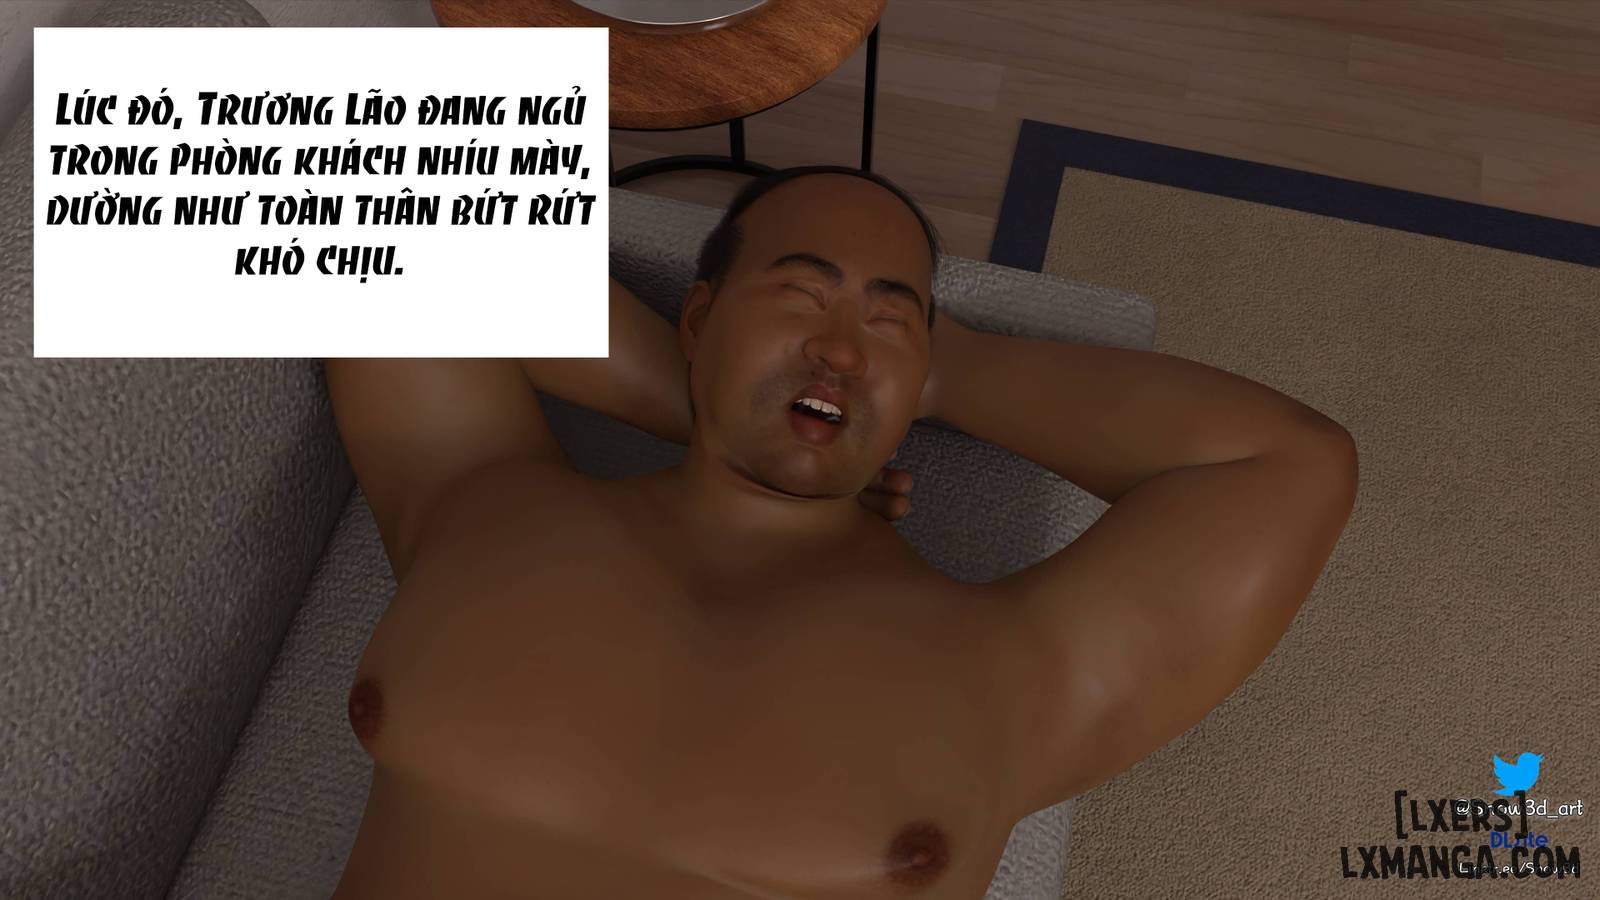 LÚC ĐÓ, TRƯƠNG LÃO ĐANG NGỦ
TRONG PHÒNG KHÁCH NHÍU MÀY,
DƯỜNG NHƯ TOÀN THÂN BỨT RỨT
KHÓ CHỊU.
@Snow3d_art
[LXERS]
LXMANGA.COM